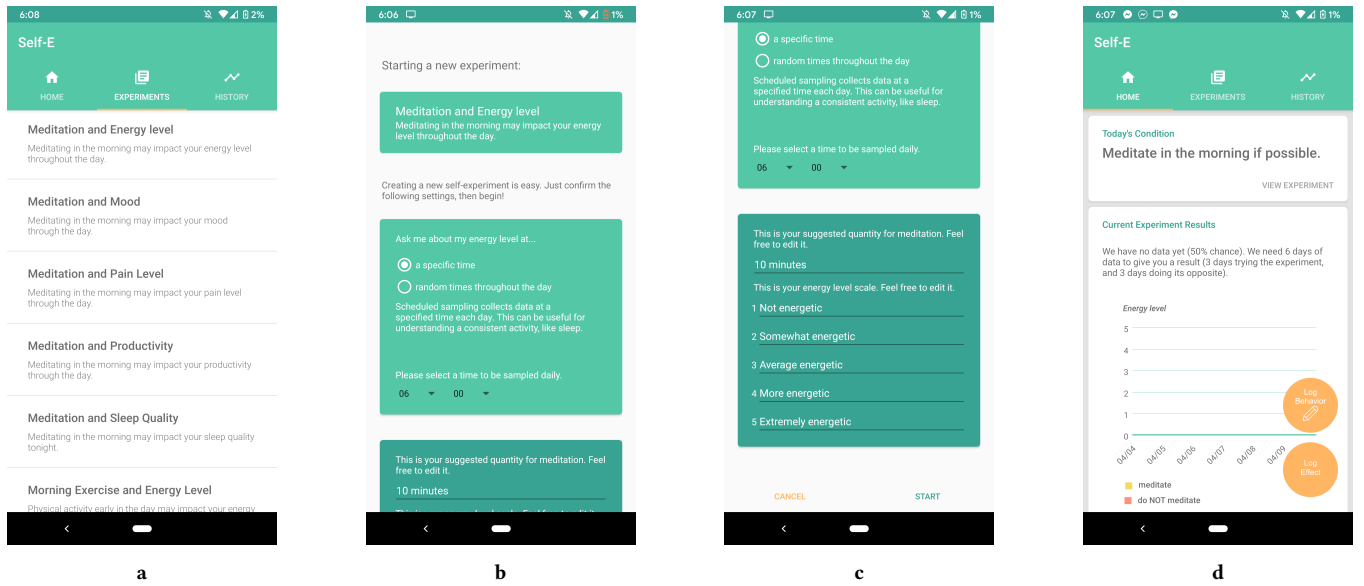 6:08
2%
Self-E
HOME
EXPERIMENTS
HISTORY
Meditation and Energy level
Meditating in the morning may impact your energy level
throughout the day.
Meditation and Mood
Meditating in the morning may impact your mood
through the day.
Meditation and Pain Level
Meditating in the morning may impact your pain level
through the day.
Meditation and Productivity
Meditating in the morning may impact your productivity
through the day.
Meditation and Sleep Quality
Meditating in the morning may impact your sleep quality
tonight.
Morning Exercise and Energy Level
Physical activity early in the day may impact your energy
a
6:06
1%
Starting a new experiment:
Meditation and Energy level
Meditating in the morning may impact your energy
level throughout the day.
Creating a new self-experiment is easy. Just confirm the
following settings, then begin!
Ask me about my energy level at...
a specific time
random times throughout the day
Scheduled sampling collects data at a
specified time each day. This can be useful for
understanding a consistent activity, like sleep.
Please select a time to be sampled daily.
06 00
This is your suggested quantity for meditation. Feel
free to edit it.
10 minutes
b
6:07
1%
a specific time
random times throughout the day
Scheduled sampling collects data at a
specified time each day. This can be useful for
understanding a consistent activity, like sleep.
Please select a time to be sampled daily.
06 00
This is your suggested quantity for meditation. Feel
free to edit it.
10 minutes
This is your energy level scale. Feel free to edit it.
1 Not energetic
2 Somewhat energetic
3 Average energetic
4 More energetic
5 Extremely energetic
CANCEL START
c
6:07
1%
Self-E
HOME
EXPERIMENTS
HISTORY
Today's Condition
Meditate in the morning if possible.
VIEW EXPERIMENT
Current Experiment Results
We have no data yet (50% chance). We need 6 days of
data to give you a result (3 days trying the experiment,
and 3 days doing its opposite).
Energy level
5
4
3
2
1
0
04/04 04/05 04/06 04/07 04/08 04/09
Log
Behavior
Log
Effect
meditate
do NOT meditate
d